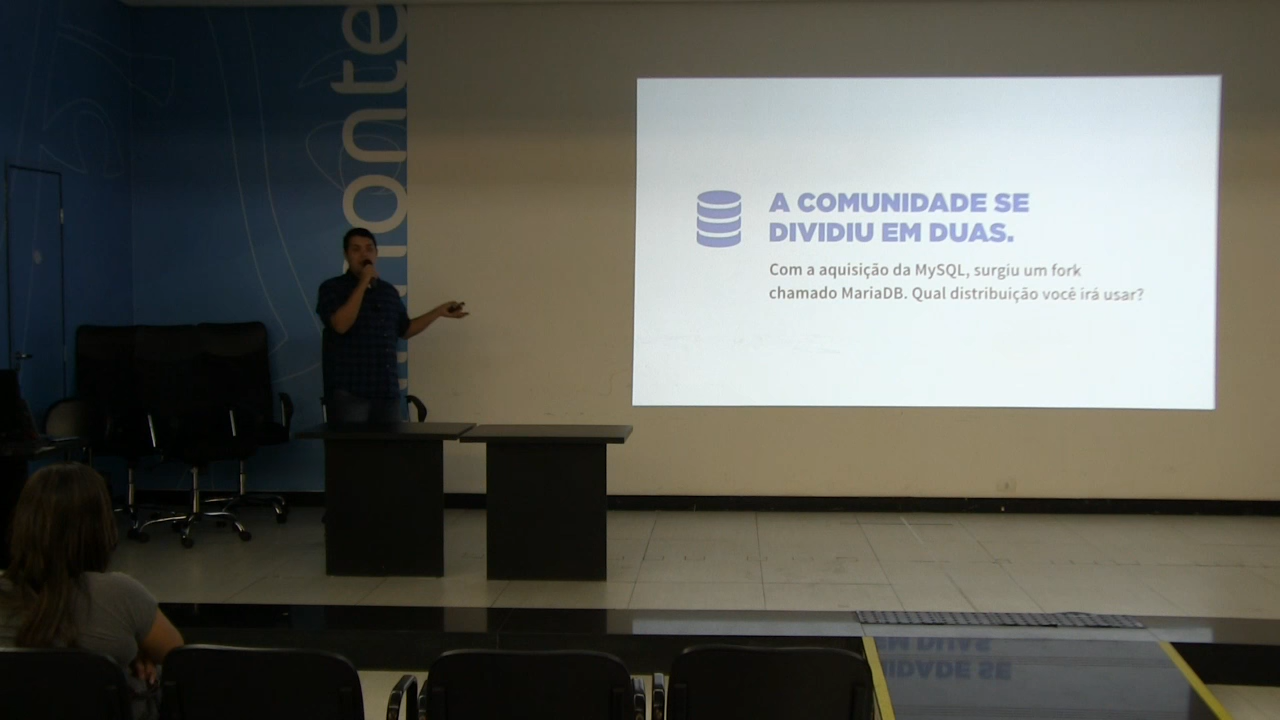 A COMUNIDADE SE
DIVIDIU EM DUAS.
Com a aquisição da MySQL, surgiu um fork
chamado MariaDB. Qual distribuição você irá usar?